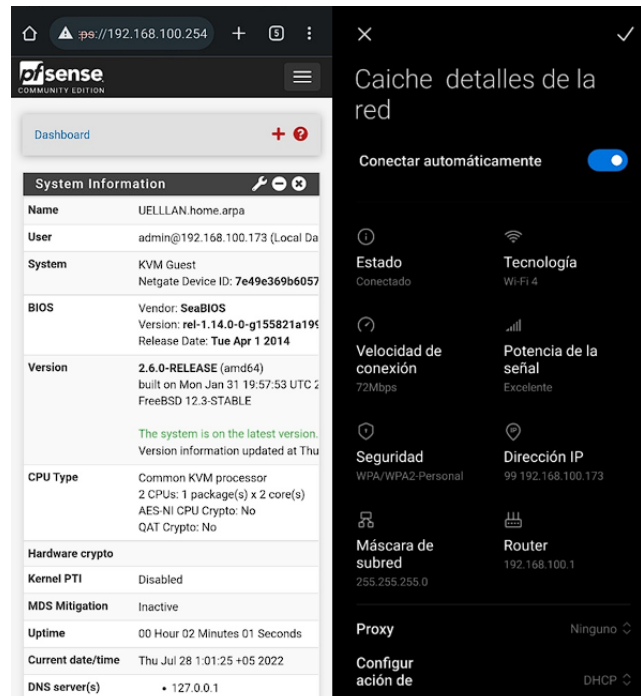 ps://192.168.100.254
5
pfsense
COMMUNITY EDITION
Dashboard
System Information
Name UELLLAN.home.arpa
User admin@192.168.100.173 (Local Da
System KVM Guest
Netgate Device ID: 7e49e369b6057
BIOS Vendor: SeaBIOS
Version: rel-1.14.0-0-g155821a199
Release Date: Tue Apr 1 2014
Version 2.6.0-RELEASE (amd64)
built on Mon Jan 31 19:57:53 UTC 2
FreeBSD 12.3-STABLE
The system is on the latest version.
Version information updated at Thu
CPU Type Common KVM processor
2 CPUs: 1 package(s) x 2 core(s)
AES-NI CPU Crypto: No
QAT Crypto: No
Hardware crypto
Kernel PTI Disabled
MDS Mitigation Inactive
Uptime 00 Hour 02 Minutes 01 Seconds
Current date/time Thu Jul 28 1:01:25 +05 2022
DNS server(s) • 127.0.0.1
Caiche detalles de la
red
Conectar automáticamente
Estado
Conectado
Tecnología
Wi-Fi 4
Velocidad de
conexión
72Mbps
Potencia de la
señal
Excelente
Seguridad
WPA/WPA2-Personal
IP
Dirección IP
99 192.168.100.173
Máscara de
subred
255.255.255.0
Router
192.168.100.1
Proxy Ninguno
Configur
ación de DHCP